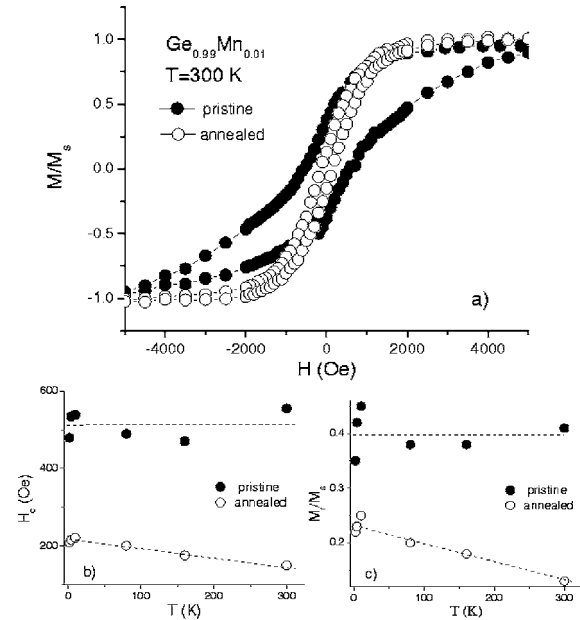 a)
Ge0.99Mn0.01
T=300 K
pristine
annealed
1.0
0.5
0.0
-0.5
-1.0
M/Ms
a)
-4000 -2000 0 2000 4000
H (Oe)
b)
600
400
200
Hc (Oe)
pristine
annealed
b)
0 100 200 300
T (K)
c)
0.4
0.2
Mr/Ms
pristine
annealed
c)
0 100 200 300
T (K)